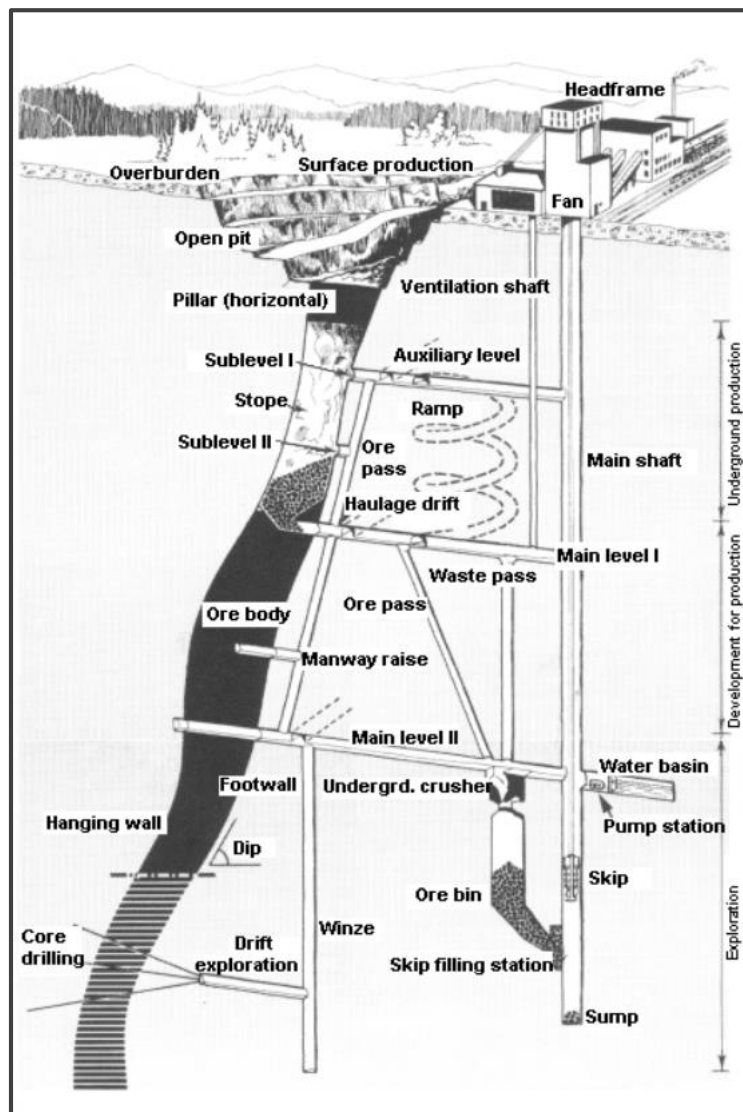 Headframe
Surface production
Overburden
Fan
Open pit
Ventilation shaft
Pillar (horizontal)
Auxiliary level
Sublevel I
Ramp
Stope
Sublevel II
Ore
pass
Main shaft
Underground production
Haulage drift
Main level I
Waste pass
Ore pass
Ore body
Development for production
Manway raise
Main level II
Water basin
Footwall
Undergrd. crusher
Hanging wall
Pump station
Dip
Skip
Ore bin
Exploration
Winze
Core
drilling
Drift
exploration
Skip filling station
Sump